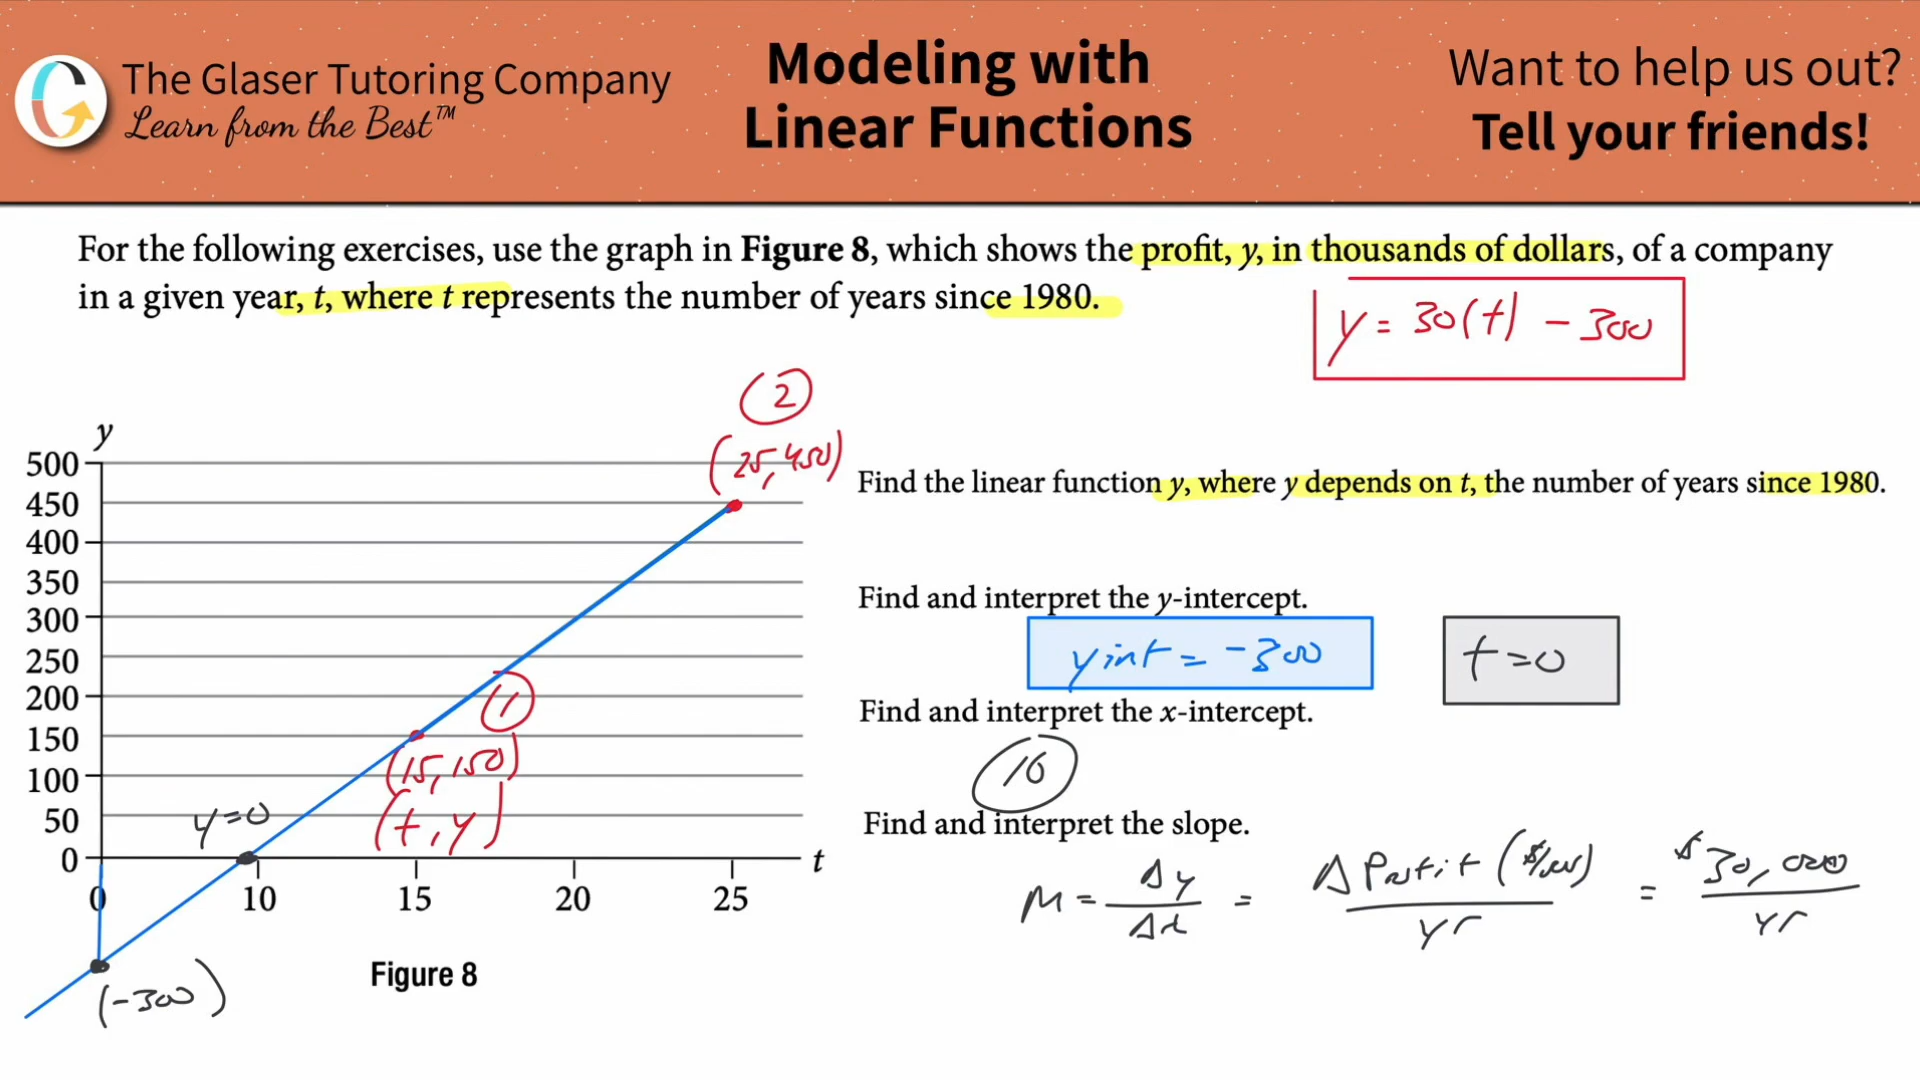 The Glaser Tutoring Company
Learn from the Best™
Modeling with
Linear Functions
Want to help us out?
Tell your friends!
For the following exercises, use the graph in Figure 8, which shows the profit, y, in thousands of dollars, of a company
in a given year, t, where t represents the number of years since 1980.
y = 30(t) - 300
Find the linear function y, where y depends on t, the number of years since 1980.
Find and interpret the y-intercept.
y int = -300
t = 0
Find and interpret the x-intercept.
10
Find and interpret the slope.
M = Δy / Δt = Δ Profit / yr = $30,000 / yr
y
500
450
400
350
300
250
200
150
100
50
0
0 10 15 20 25 t
2
(25, 450)
1
(15, 150)
(t, y)
y = 0
(-300)
Figure 8